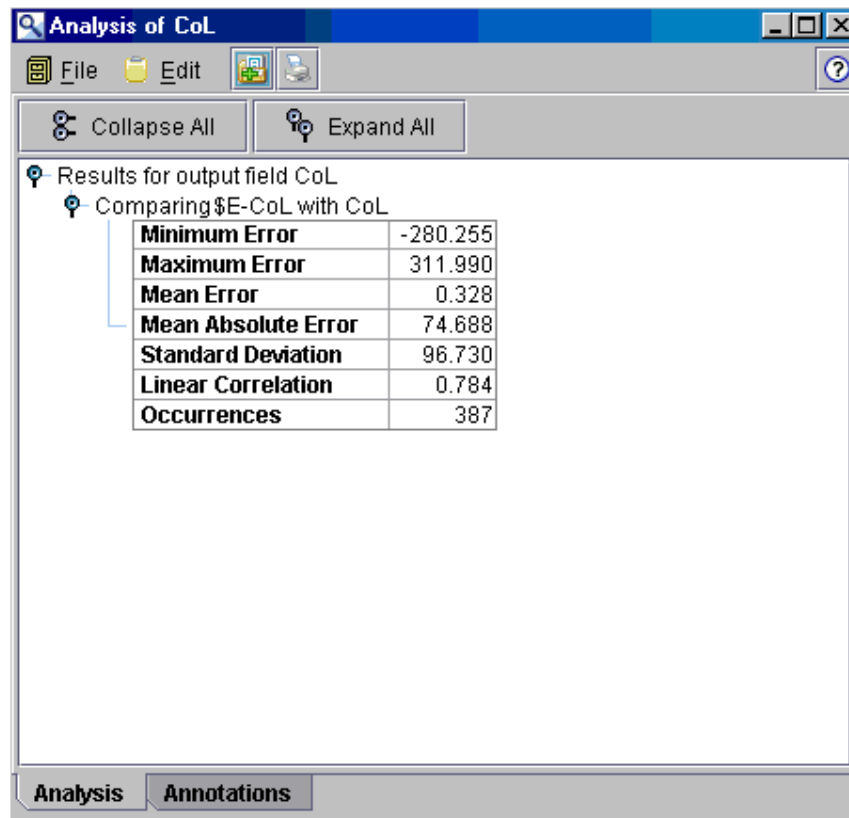 Analysis of CoL
File Edit
Collapse All Expand All
Results for output field CoL
Comparing $E-CoL with CoL
Minimum Error -280.255
Maximum Error 311.990
Mean Error 0.328
Mean Absolute Error 74.688
Standard Deviation 96.730
Linear Correlation 0.784
Occurrences 387
Analysis Annotations